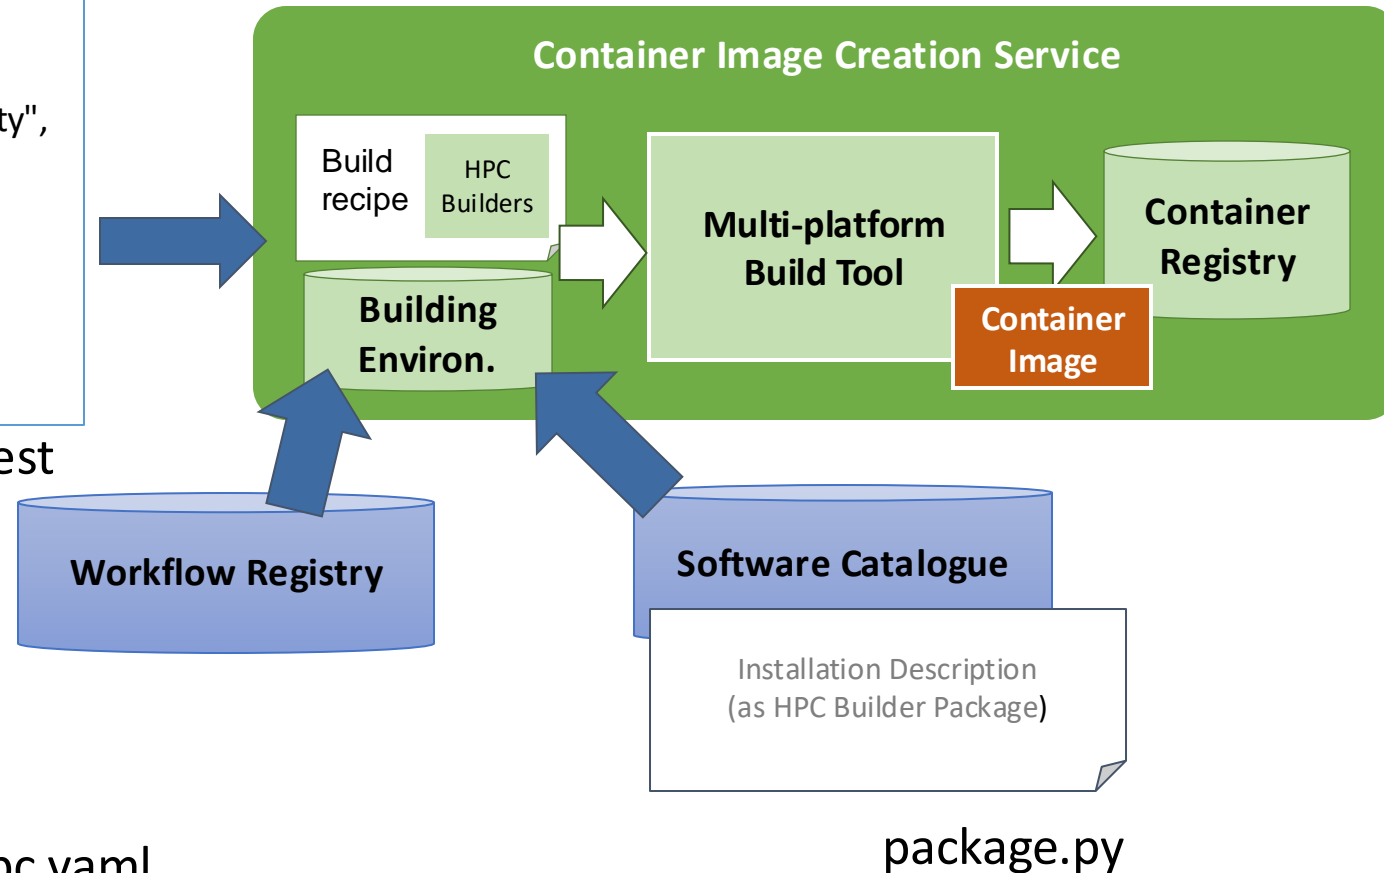 Container Image Creation Service
ty",
Build
recipe
HPC
Builders
Multi-platform
Build Tool
Container
Registry
Building
Environ.
Container
Image
est
Workflow Registry
Software Catalogue
Installation Description
(as HPC Builder Package)
package.py
yaml